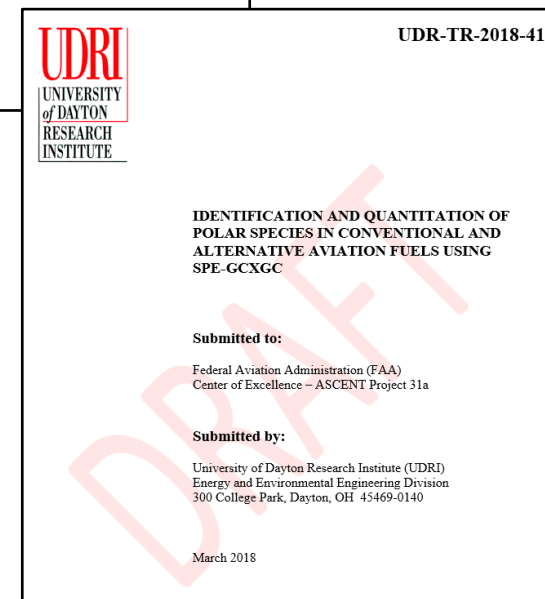 UDR-TR-2018-41
UDRI
UNIVERSITY
of DAYTON
RESEARCH
INSTITUTE
IDENTIFICATION AND QUANTITATION OF
POLAR SPECIES IN CONVENTIONAL AND
ALTERNATIVE AVIATION FUELS USING
SPE-GCXGC
Submitted to:
Federal Aviation Administration (FAA)
Center of Excellence – ASCENT Project 31a
Submitted by:
University of Dayton Research Institute (UDRI)
Energy and Environmental Engineering Division
300 College Park, Dayton, OH 45469-0140
March 2018
DRAFT